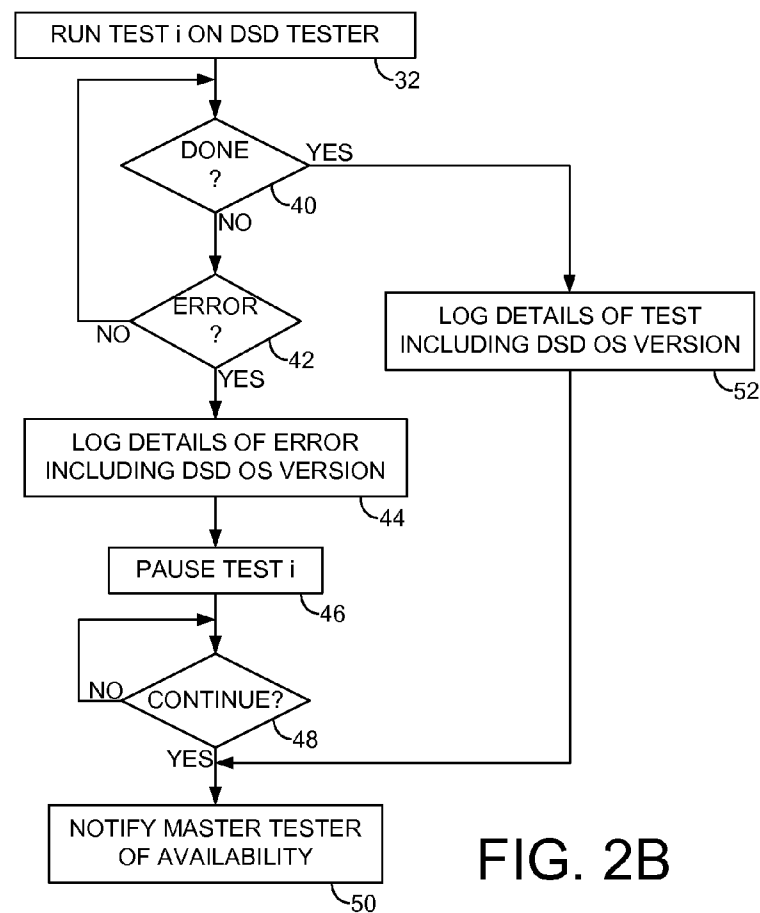 RUN TEST i ON DSD TESTER
32
DONE
?
YES
40
NO
ERROR
?
NO
42
YES
LOG DETAILS OF TEST
INCLUDING DSD OS VERSION
52
LOG DETAILS OF ERROR
INCLUDING DSD OS VERSION
44
PAUSE TEST i
46
NO
CONTINUE?
48
YES
NOTIFY MASTER TESTER
OF AVAILABILITY
50
FIG. 2B